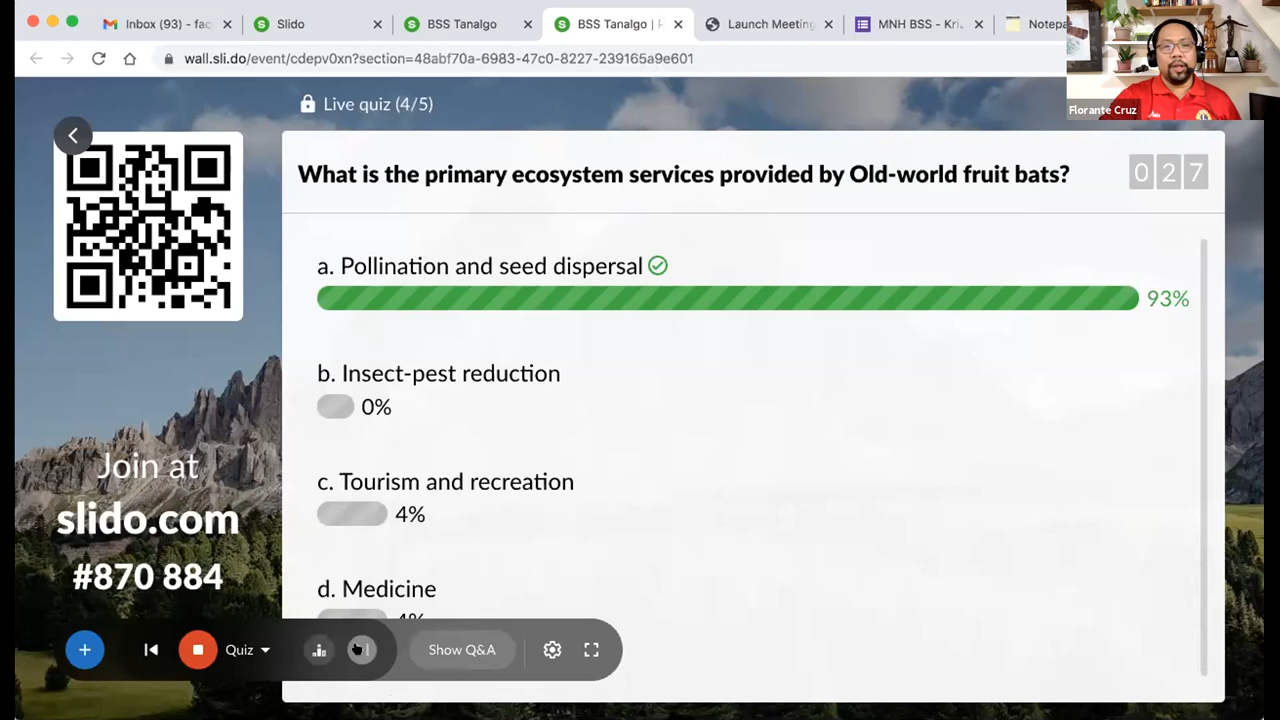 Inbox (93) - fac
Slido
BSS Tanalgo
BSS Tanalgo | P
Launch Meeting
MNH BSS - Kri
Notepa
wall.sli.do/event/cdepv0xn?section=48abf70a-6983-47c0-8227-239165a9e601
Florante Cruz
Live quiz (4/5)
What is the primary ecosystem services provided by Old-world fruit bats?
027
a. Pollination and seed dispersal
93%
b. Insect-pest reduction
0%
c. Tourism and recreation
4%
d. Medicine
4%
Join at
slido.com
#870 884
Quiz
Show Q&A